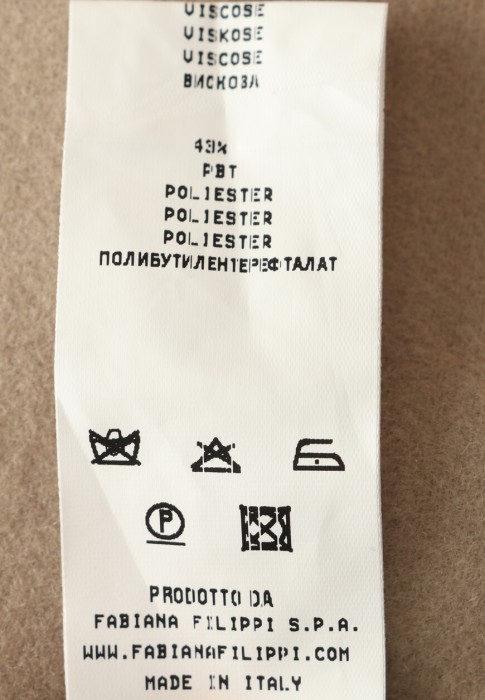 VISCOSE
VISKOSE
VISCOSE
ВИСКОЗА
43%
PBT
POLIESTER
POLIESTER
POLIESTER
ПОЛИБУТИЛЕНТЕРЕФТАЛАТ
P
PRODOTTO DA
FABIANA FILIPPI S.P.A.
WWW.FABIANAFILIPPI.COM
MADE IN ITALY